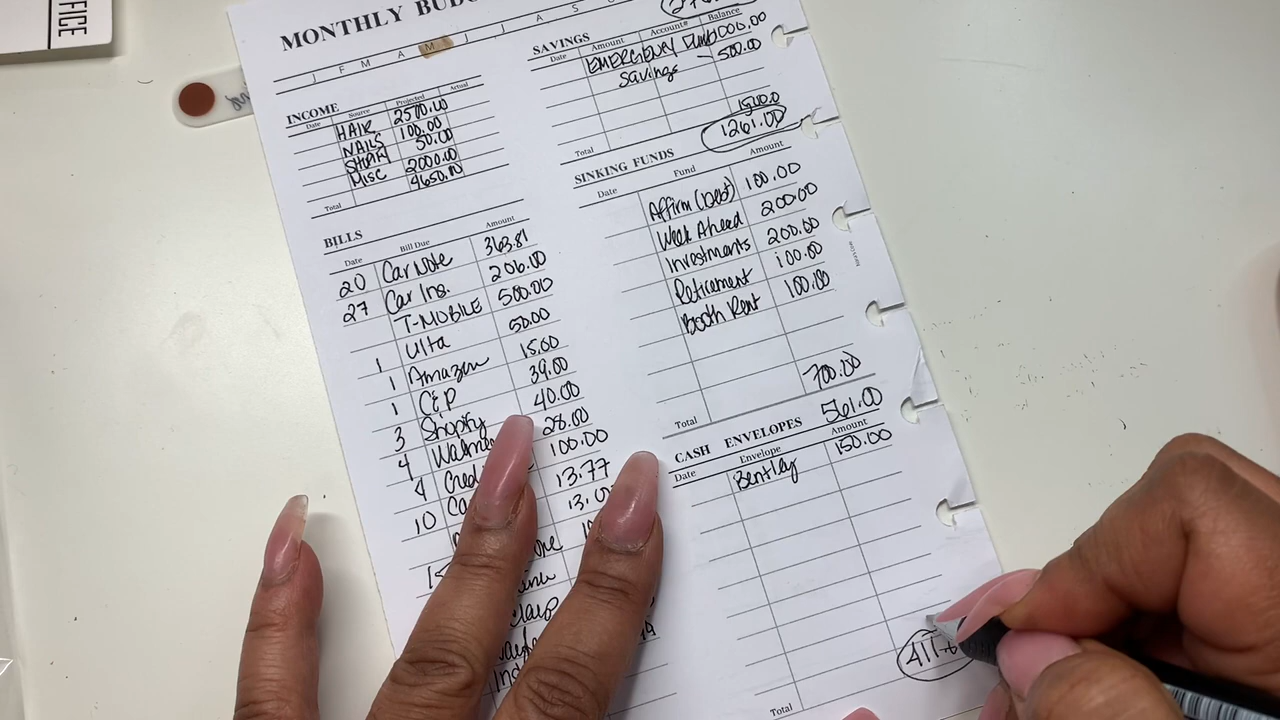 FFICE
MONTHLY BUD
J F M A M J J A S
INCOME
Date Source Projected Actual
HAIR 2500.00
NAILS 100.00
50.00
MISC 2000.00
4650.00
Total
BILLS
Date Bill Due Amount
20 Car Note 363.81
27 Car Ins. 206.00
T-MOBILE 500.00
1 Ulta 50.00
1 Amazon 15.00
1 C&P 39.00
3 Shopify 40.00
4 28.00
4 100.00
10 13.77
SAVINGS
Date Amount Account# Balance
EMERGENCY Fund 1000.00
Savings 500.00
1500.00
Total 1261.00
SINKING FUNDS
Date Fund Amount
Affirm (Debt) 100.00
Week Ahead 200.00
Investments 200.00
Retirement 100.00
Booth Rent 100.00
700.00
Total
561.00
CASH ENVELOPES
Date Envelope Amount
Bentley 150.00
Total